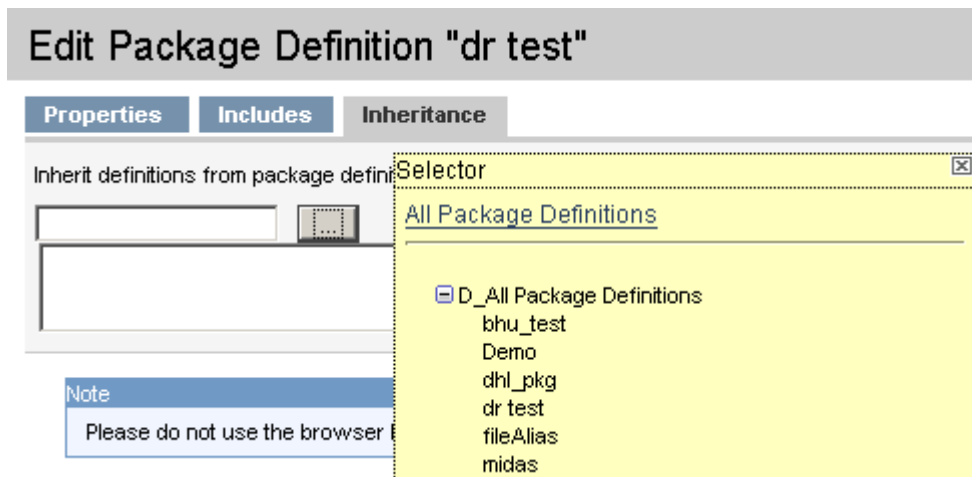 Edit Package Definition "dr test"
Properties Includes Inheritance
Inherit definitions from package defini
...
Selector
All Package Definitions
D_All Package Definitions
bhu_test
Demo
dhl_pkg
dr test
fileAlias
midas
Note
Please do not use the browser